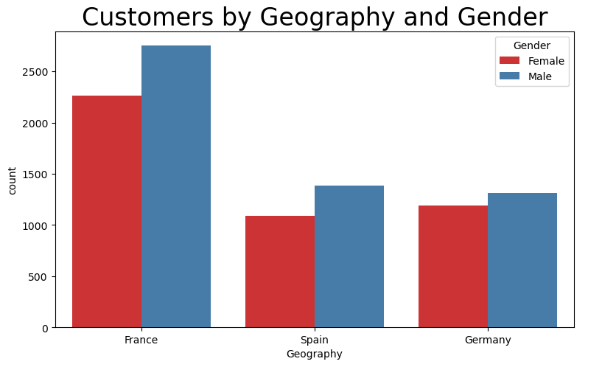 Customers by Geography and Gender
Gender
Female
Male
2500
2000
1500
1000
500
0
count
France Spain Germany
Geography